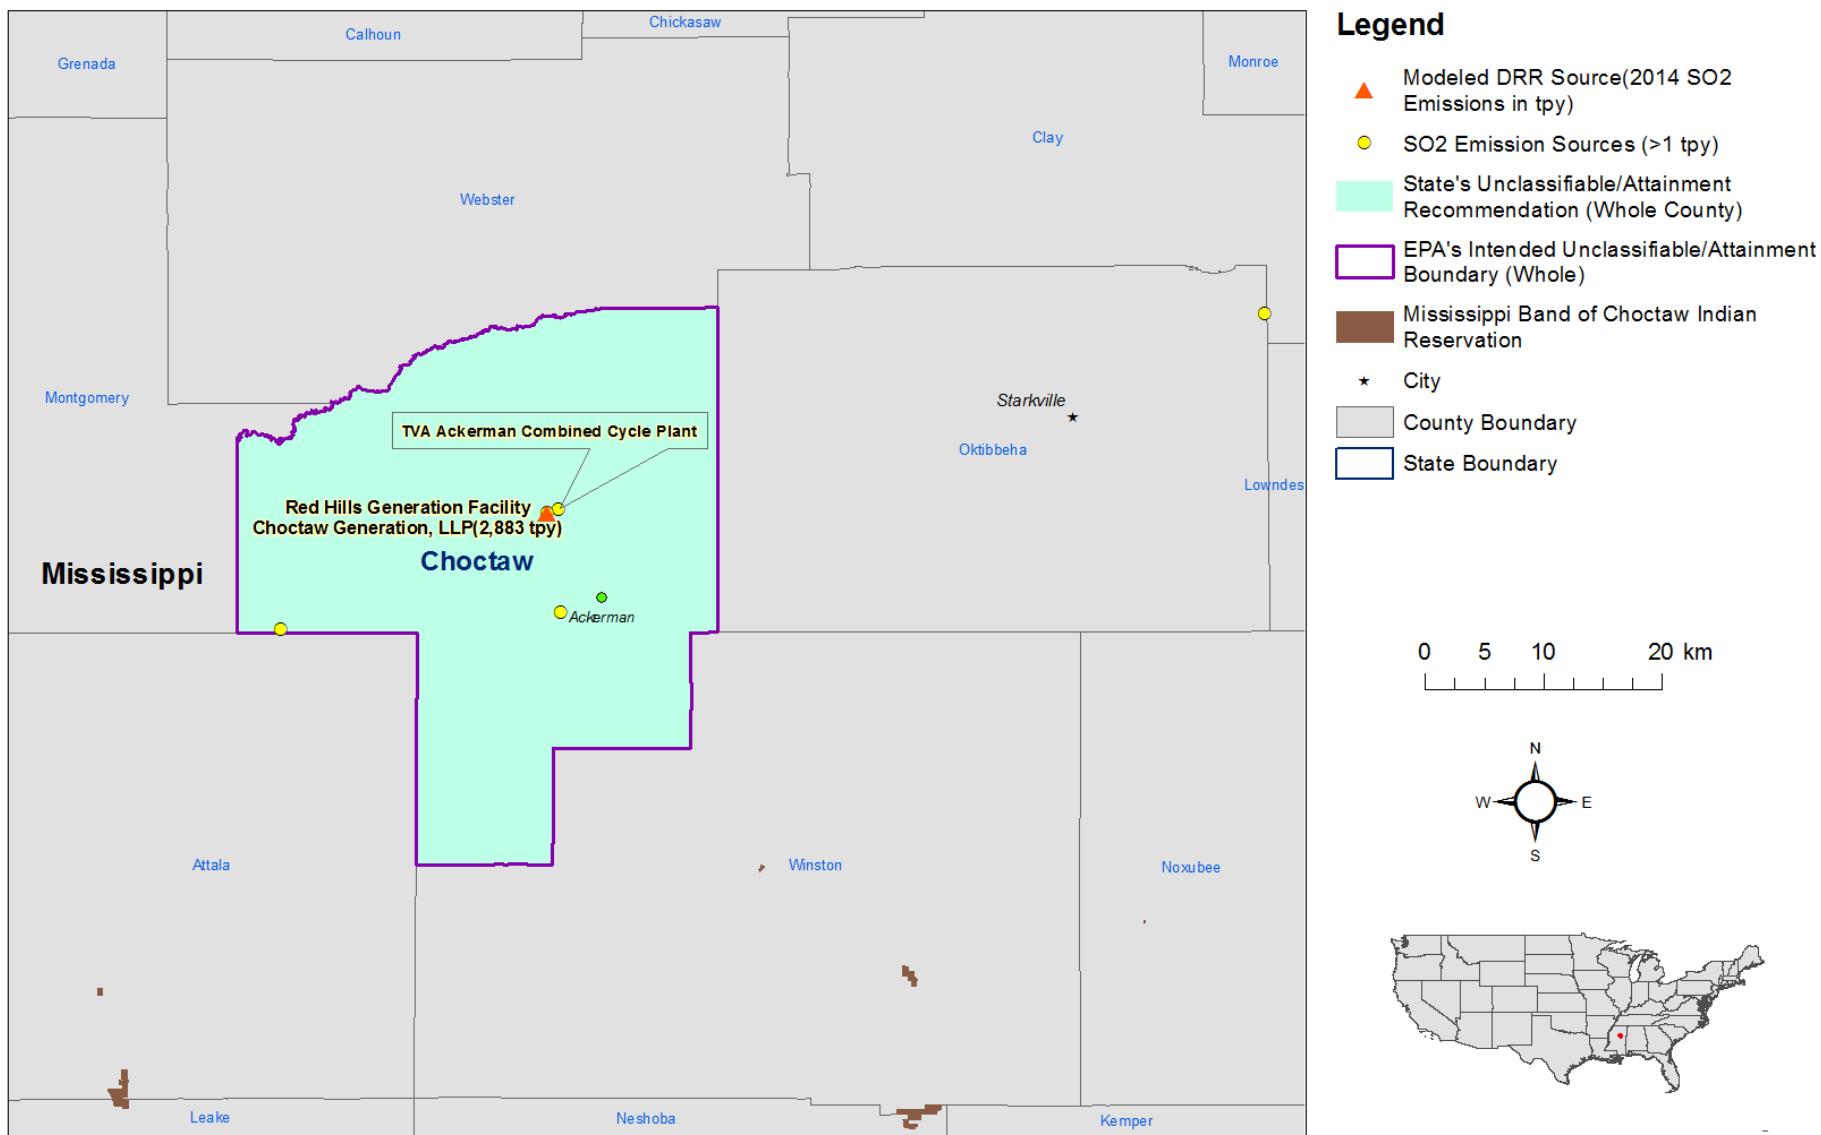 Chickasaw
Calhoun
Grenada
Monroe
Clay
Webster
Montgomery
Starkville
TVA Ackerman Combined Cycle Plant
Oktibbeha
Lowndes
Red Hills Generation Facility
Choctaw Generation, LLP(2,883 tpy)
Choctaw
Mississippi
Ackerman
Attala
Winston
Noxubee
Leake
Neshoba
Kemper
Legend
Modeled DRR Source(2014 SO2
Emissions in tpy)
SO2 Emission Sources (>1 tpy)
State's Unclassifiable/Attainment
Recommendation (Whole County)
EPA's Intended Unclassifiable/Attainment
Boundary (Whole)
Mississippi Band of Choctaw Indian
Reservation
City
County Boundary
State Boundary
0 5 10 20 km
N
W E
S